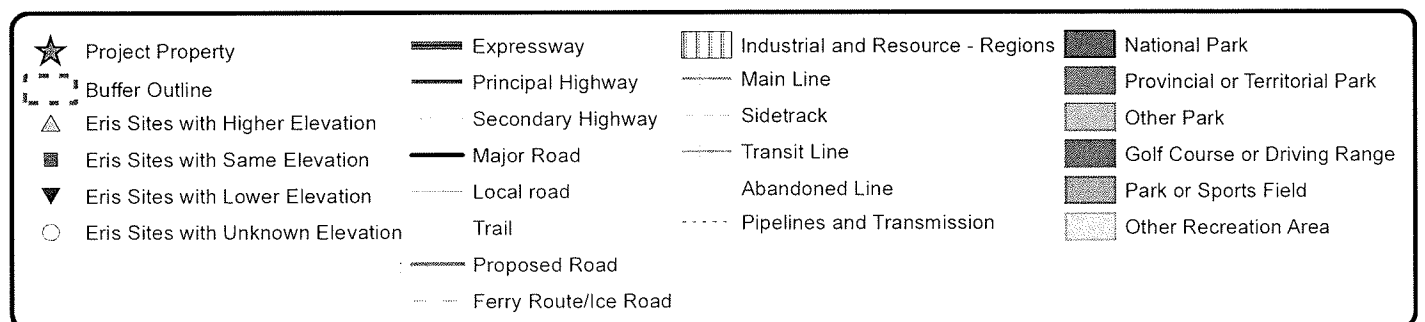 Project Property
Buffer Outline
Eris Sites with Higher Elevation
Eris Sites with Same Elevation
Eris Sites with Lower Elevation
Eris Sites with Unknown Elevation
Expressway
Principal Highway
Secondary Highway
Major Road
Local road
Trail
Proposed Road
Ferry Route/Ice Road
Industrial and Resource - Regions
Main Line
Sidetrack
Transit Line
Abandoned Line
Pipelines and Transmission
National Park
Provincial or Territorial Park
Other Park
Golf Course or Driving Range
Park or Sports Field
Other Recreation Area